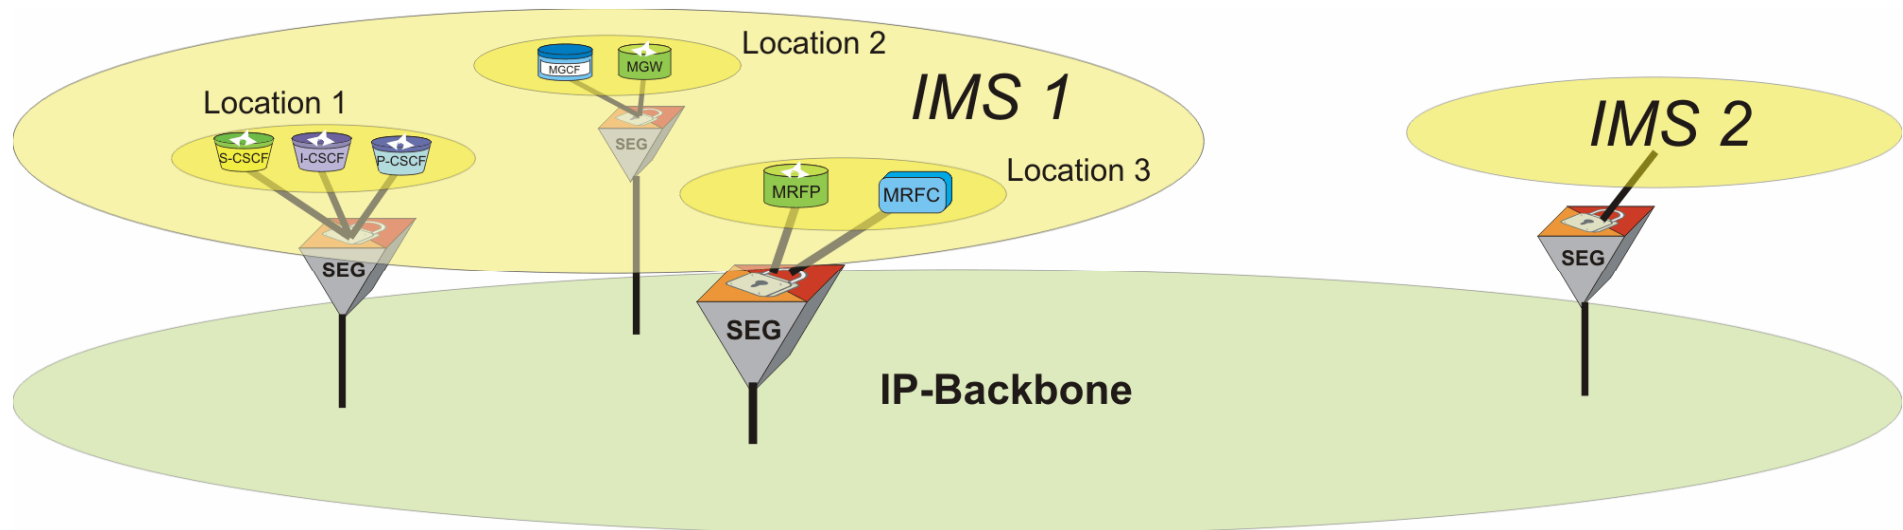 Location 2
MGCF
MGW
IMS 1
Location 1
S-CSCF
I-CSCF
P-CSCF
SEG
Location 3
MRFP
MRFC
IMS 2
SEG
SEG
SEG
IP-Backbone